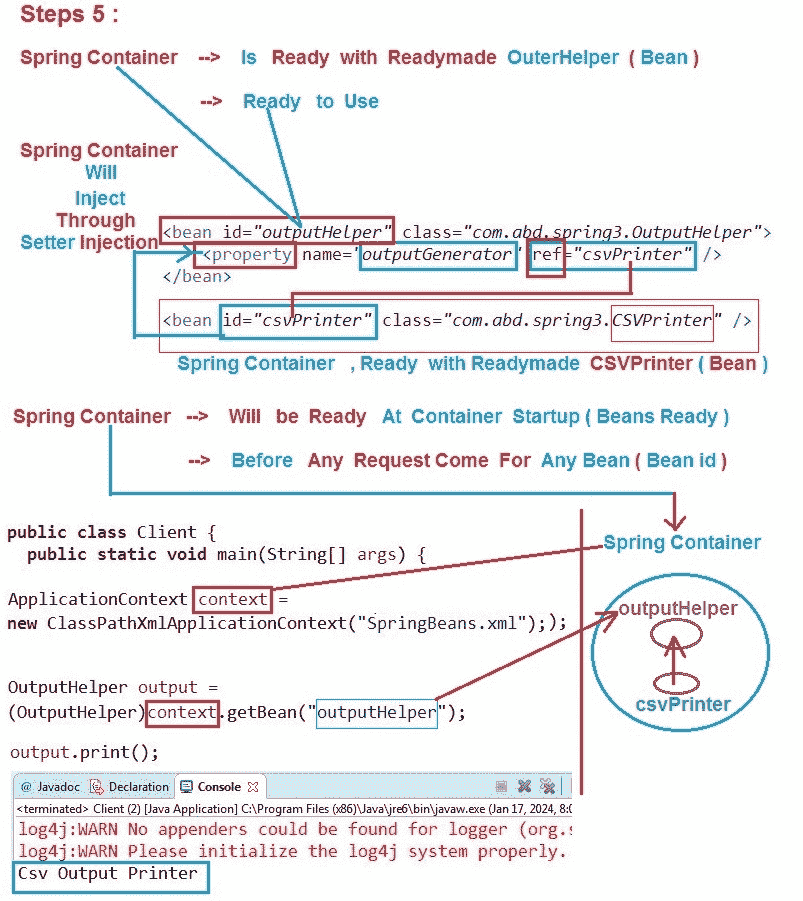 Steps 5 :
Spring Container --> Is Ready with Readymade OuterHelper ( Bean )
--> Ready to Use
Spring Container
Will
Inject
Through
Setter Injection
<bean id="outputHelper" class="com.abd.spring3.OutputHelper">
<property name="outputGenerator" ref="csvPrinter" />
</bean>
<bean id="csvPrinter" class="com.abd.spring3.CSVPrinter" />
Spring Container , Ready with Readymade CSVPrinter ( Bean )
Spring Container --> Will be Ready At Container Startup ( Beans Ready )
--> Before Any Request Come For Any Bean ( Bean id )
public class Client {
public static void main(String[] args) {
ApplicationContext context =
new ClassPathXmlApplicationContext("SpringBeans.xml"););
OutputHelper output =
(OutputHelper)context.getBean("outputHelper");
output.print();
Spring Container
outputHelper
csvPrinter
@ Javadoc Declaration Console
<terminated> Client (2) [Java Application] C:\Program Files (x86)\Java\jre6\bin\javaw.exe (Jan 17, 2024, 8:0
log4j:WARN No appenders could be found for logger (org.s
log4j:WARN Please initialize the log4j system properly.
Csv Output Printer